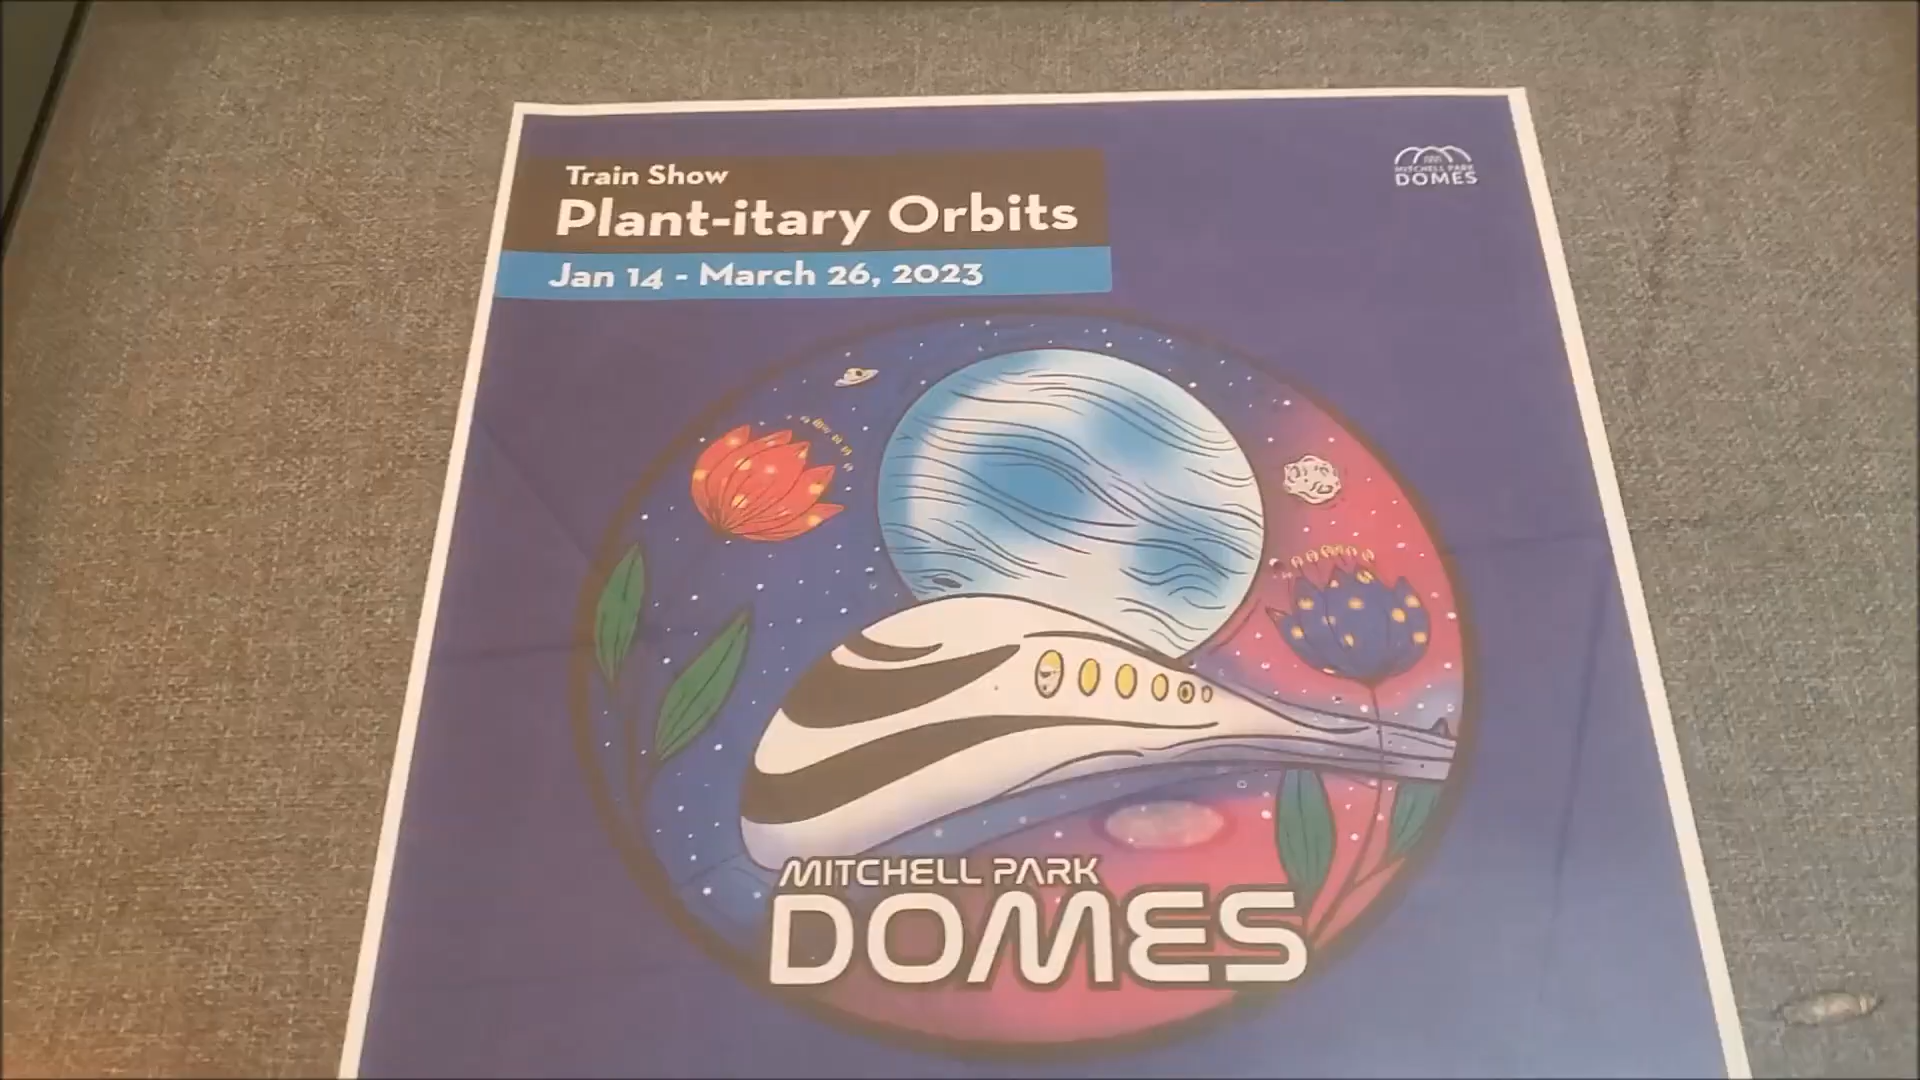 Train Show
Plant-itary Orbits
Jan 14 - March 26, 2023
MITCHELL PARK
DOMES
MITCHELL PARK
DOMES